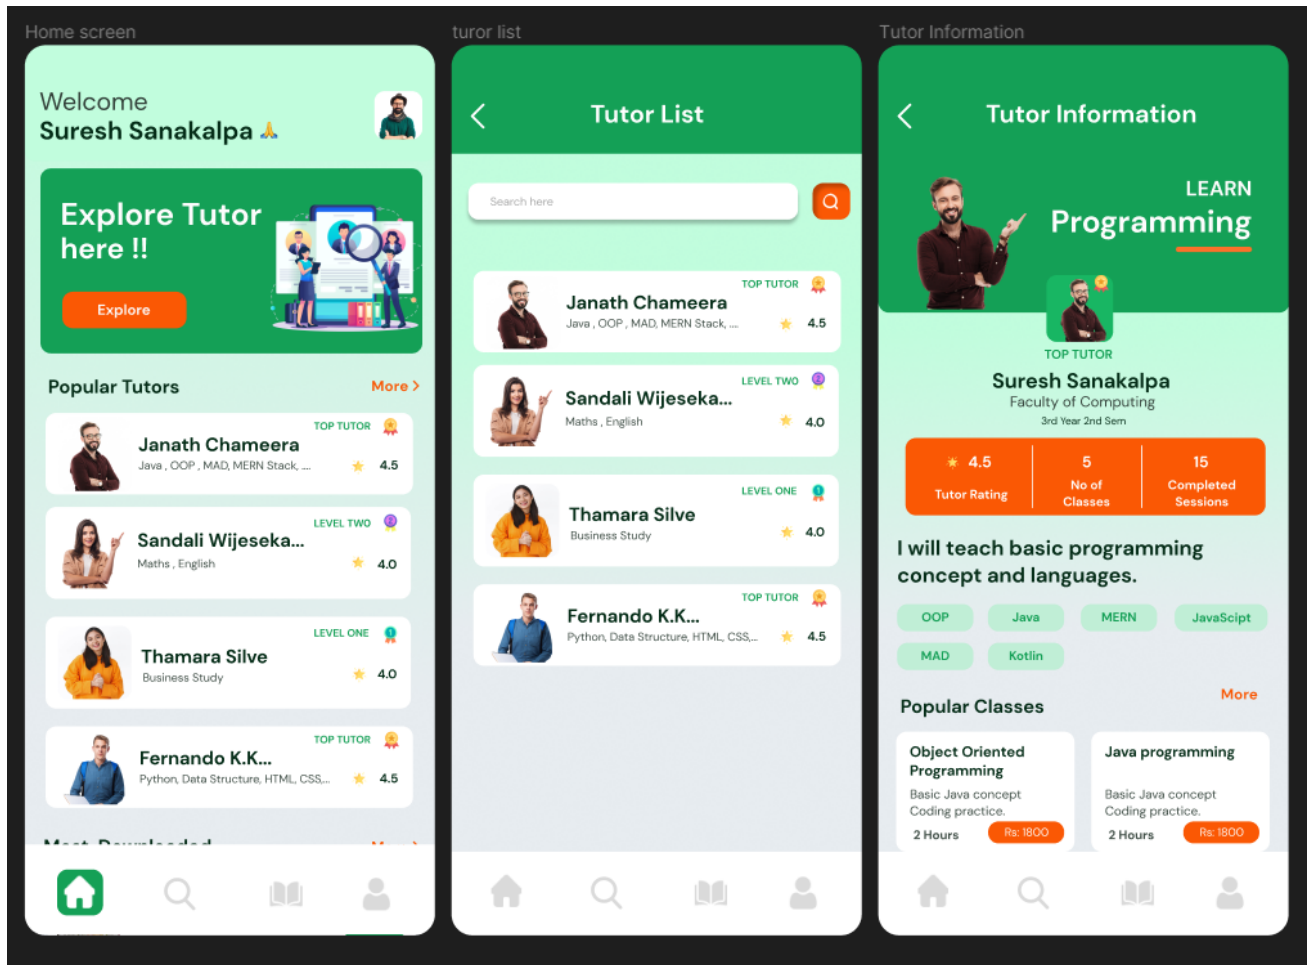 Home screen
Welcome
Suresh Sanakalpa
Explore Tutor
here !!
Explore
Popular Tutors
More >
TOP TUTOR
Janath Chameera
Java , OOP , MAD, MERN Stack, ....
4.5
LEVEL TWO
2
Sandali Wijeseka...
Maths , English
4.0
LEVEL ONE
1
Thamara Silve
Business Study
4.0
TOP TUTOR
Fernando K.K...
Python, Data Structure, HTML, CSS,...
4.5
turor list
Tutor List
Search here
TOP TUTOR
Janath Chameera
Java , OOP , MAD, MERN Stack, ....
4.5
LEVEL TWO
2
Sandali Wijeseka...
Maths , English
4.0
LEVEL ONE
1
Thamara Silve
Business Study
4.0
TOP TUTOR
Fernando K.K...
Python, Data Structure, HTML, CSS,...
4.5
Tutor Information
Tutor Information
LEARN
Programming
TOP TUTOR
Suresh Sanakalpa
Faculty of Computing
3rd Year 2nd Sem
4.5
Tutor Rating
5
No of
Classes
15
Completed
Sessions
I will teach basic programming
concept and languages.
OOP
Java
MERN
JavaScipt
MAD
Kotlin
Popular Classes
More
Object Oriented
Programming
Basic Java concept
Coding practice.
2 Hours
Rs: 1800
Java programming
Basic Java concept
Coding practice.
2 Hours
Rs: 1800